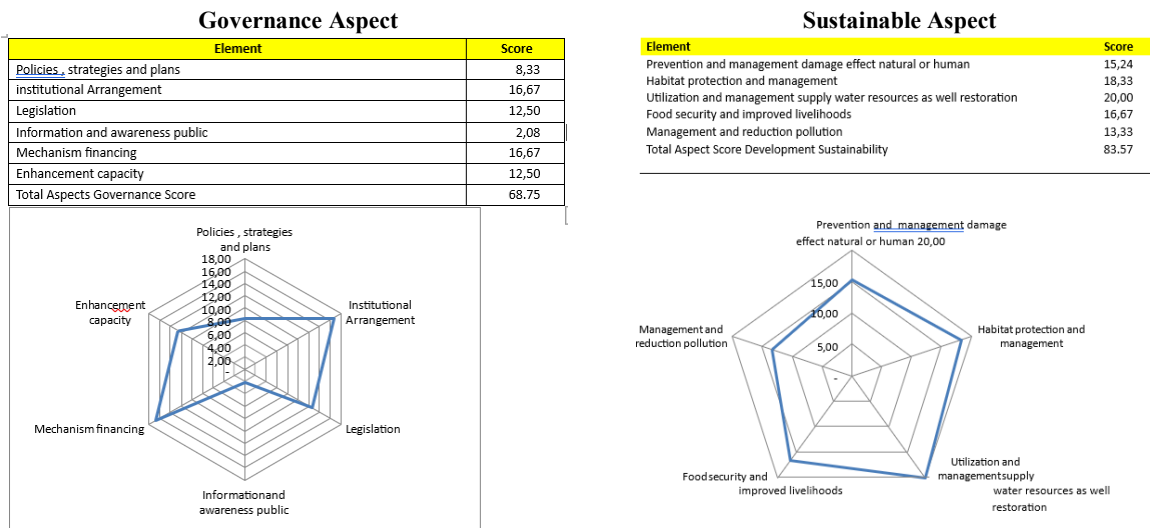 Governance Aspect
Element Score
Policies , strategies and plans 8,33
institutional Arrangement 16,67
Legislation 12,50
Information and awareness public 2,08
Mechanism financing 16,67
Enhancement capacity 12,50
Total Aspects Governance Score 68.75
Policies , strategies
and plans
18,00
16,00
14,00
12,00
10,00
8,00
6,00
4,00
2,00
-
Institutional
Arrangement
Legislation
Informationand
awareness public
Mechanism financing
Enhancement
capacity
Sustainable Aspect
Element Score
Prevention and management damage effect natural or human 15,24
Habitat protection and management 18,33
Utilization and management supply water resources as well restoration 20,00
Food security and improved livelihoods 16,67
Management and reduction pollution 13,33
Total Aspect Score Development Sustainability 83.57
Prevention and management damage
effect natural or human 20,00
15,00
10,00
5,00
-
Habitat protection and
management
Utilization and
managementsupply
water resources as well
restoration
Foodsecurity and
improved livelihoods
Management and
reduction pollution